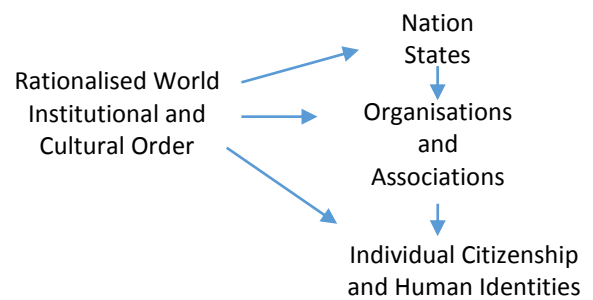 Nation
States
Rationalised World
Institutional and
Cultural Order
Organisations
and
Associations
Individual Citizenship
and Human Identities